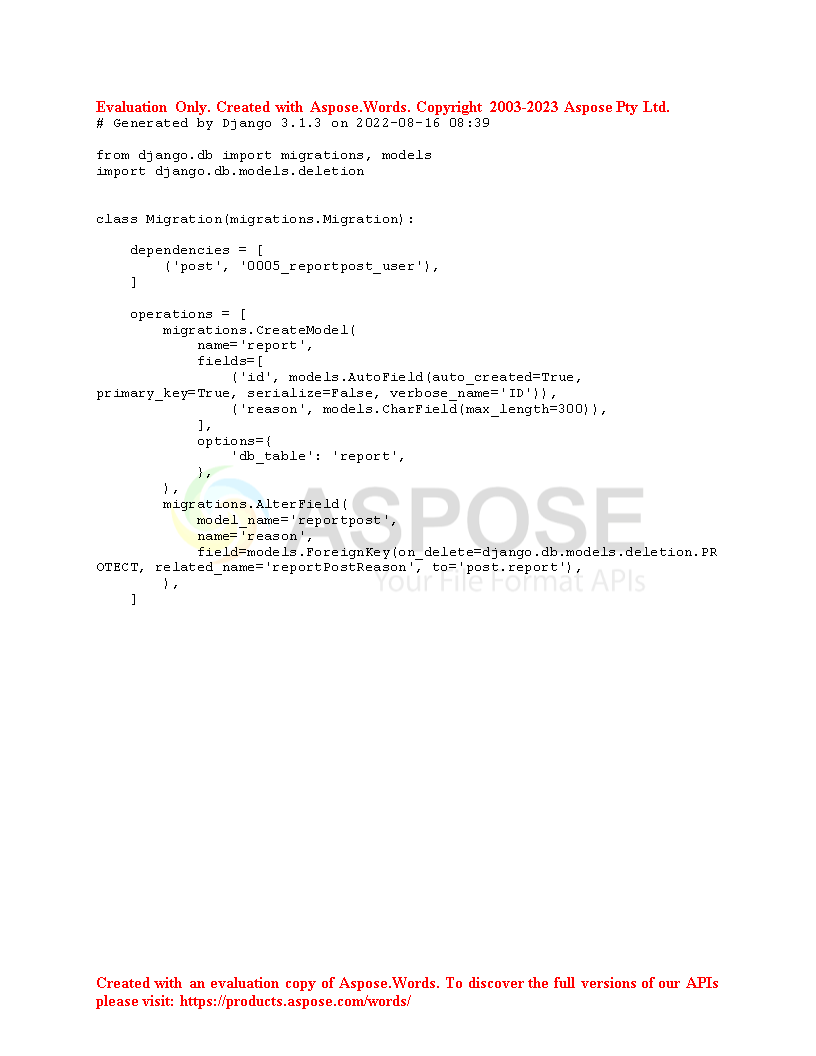 Evaluation Only. Created with Aspose.Words. Copyright 2003-2023 Aspose Pty Ltd.
# Generated by Django 3.1.3 on 2022-08-16 08:39

from django.db import migrations, models
import django.db.models.deletion


class Migration(migrations.Migration):

    dependencies = [
        ('post', '0005_reportpost_user'),
    ]

    operations = [
        migrations.CreateModel(
            name='report',
            fields=[
                ('id', models.AutoField(auto_created=True,
primary_key=True, serialize=False, verbose_name='ID')),
                ('reason', models.CharField(max_length=300)),
            ],
            options={
                'db_table': 'report',
            },
        ),
        migrations.AlterField(
            model_name='reportpost',
            name='reason',
            field=models.ForeignKey(on_delete=django.db.models.deletion.PR
OTECT, related_name='reportPostReason', to='post.report'),
        ),
    ]
ASPOSE
Your File Format APIs
Created with an evaluation copy of Aspose.Words. To discover the full versions of our APIs
please visit: https://products.aspose.com/words/